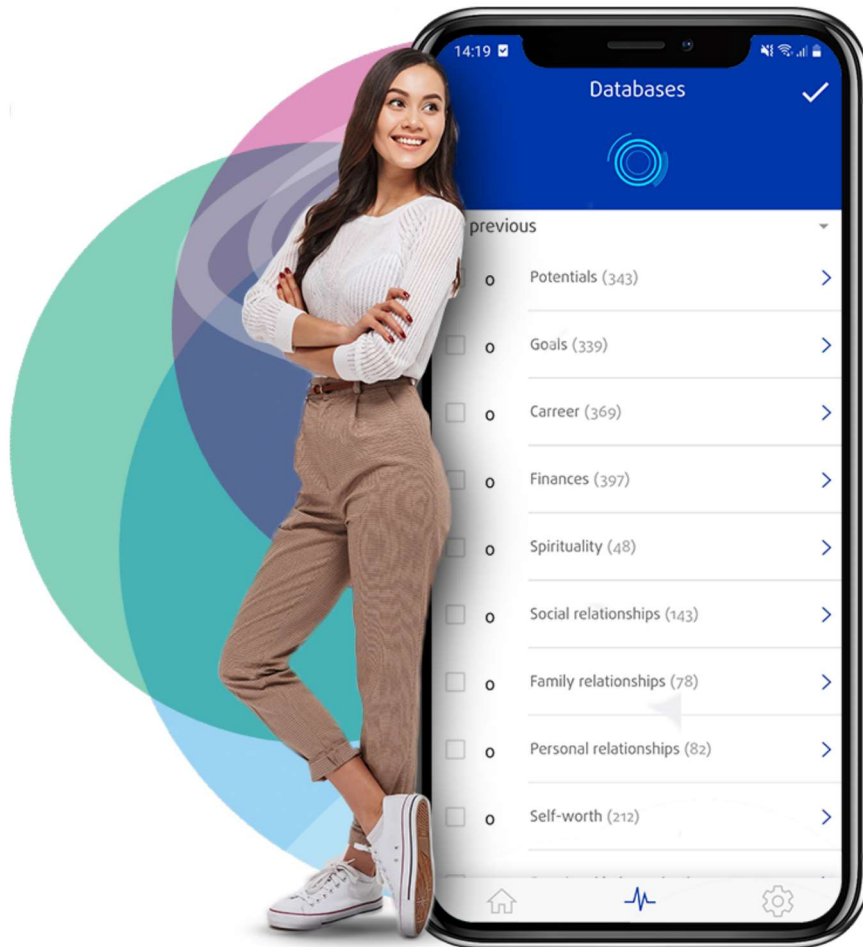 14:19
Databases
previous
o Potentials (343)
o Goals (339)
o Carreer (369)
o Finances (397)
o Spirituality (48)
o Social relationships (143)
o Family relationships (78)
o Personal relationships (82)
o Self-worth (212)